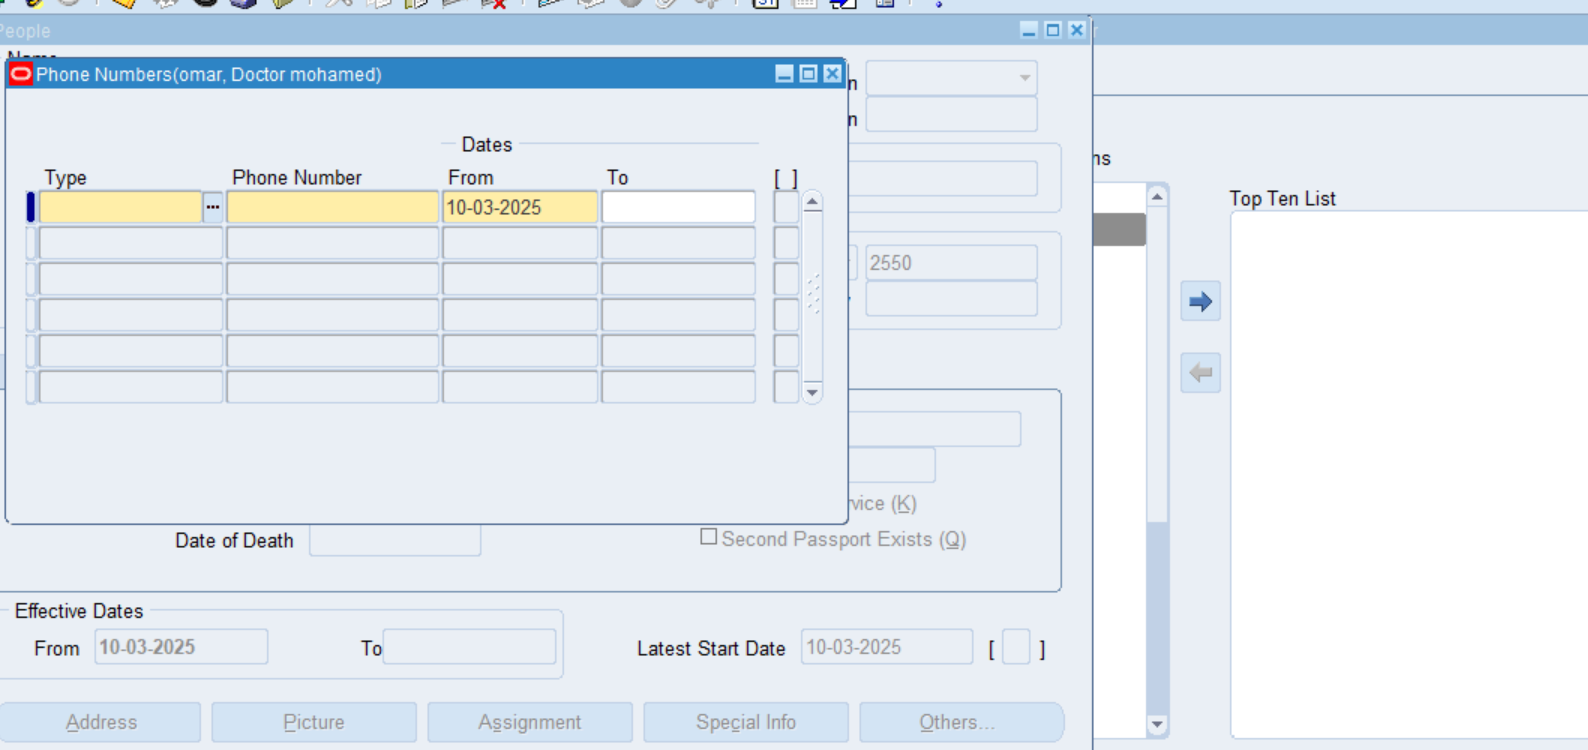 People
Name
Phone Numbers(omar, Doctor mohamed)
Dates
Type Phone Number From To [ ]
... 10-03-2025
n
n
ns
Top Ten List
2550
vice (K)
Date of Death Second Passport Exists (Q)
Effective Dates
From 10-03-2025 To Latest Start Date 10-03-2025 [ ]
Address Picture Assignment Special Info Others...